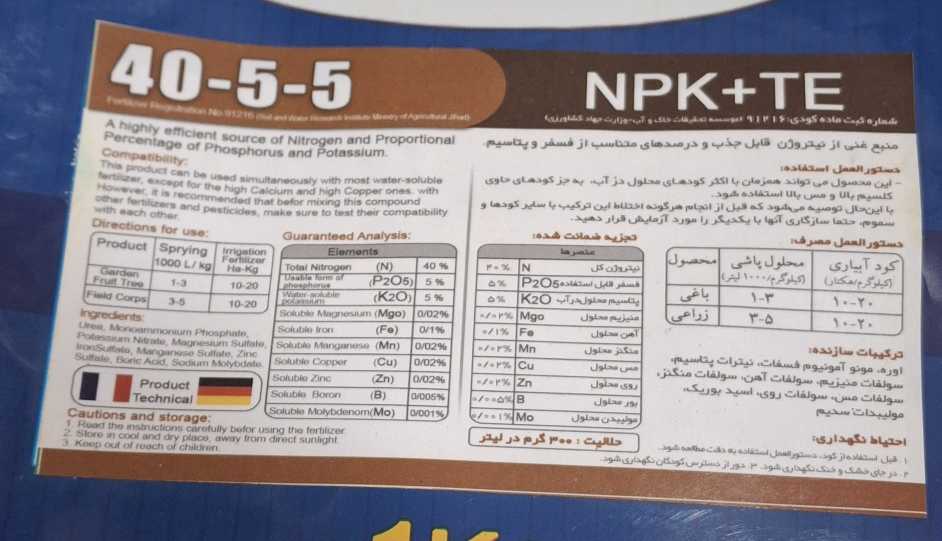 40-5-5
NPK+TE
Fertilizer Registration No.91216 (Soil and Water Research Institute Ministry of Agricultural Jihad)
شماره ثبت ماده کودی: ۹۱۲۱۶ (موسسه تحقیقات خاک و آب-وزارت جهاد کشاورزی)
A highly efficient source of Nitrogen and Proportional
Percentage of Phosphorus and Potassium.
Compatibility:
This product can be used simultaneously with most water-soluble
fertilizer, except for the high Calcium and high Copper ones. with
However, it is recommended that befor mixing this compound
other fertilizers and pesticides, make sure to test their compatibility
with each other.
Directions for use:
Product Sprying 1000 L/kg Irrigation Fertilizer Ha-Kg
Garden Fruit Tree 1-3 10-20
Field Corps 3-5 10-20
Ingredients:
Urea, Monoammonium Phosphate,
Potassium Nitrate, Magnesium Sulfate,
IronSulfate, Manganese Sulfate, Zinc
Sulfate, Boric Acid, Sodium Molybdate.
Product
Technical
Guaranteed Analysis:
Elements
Total Nitrogen (N) 40 %
Usable form of phosphorus (P2O5) 5 %
Water-soluble potassium (K2O) 5 %
Soluble Magnesium (Mgo) 0/02%
Soluble Iron (Fe) 0/1%
Soluble Manganese (Mn) 0/02%
Soluble Copper (Cu) 0/02%
Soluble Zinc (Zn) 0/02%
Soluble Boron (B) 0/005%
Soluble Molybdenom(Mo) 0/001%
Cautions and storage:
1. Read the instructions carefully befor using the fertilizer.
2. Store in cool and dry place, away from direct sunlight
3. Keep out of reach of children.
منبع غنی از نیتروژن قابل جذب و درصدهای متناسب از فسفر و پتاسیم.
دستورالعمل استفاده:
- این محصول می تواند همزمان با اکثر کودهای محلول در آب، به جز کودهای حاوی
کلسیم بالا و مس بالا استفاده شود.
با این‌حال توصیه می‌شود که قبل از انجام هرگونه اختلاط این ترکیب با سایر کودها و
سموم، حتما سازگاری آنها با یکدیگر را مورد آزمایش قرار دهید.
تجزیه ضمانت شده:
عنصرها
نیتروژن کل N ۴۰ %
فسفر قابل استفاده P2O5 ۵ %
پتاسیم محلول در آب K2O ۵ %
منیزیم محلول Mgo ۰/۰۲%
آهن محلول Fe ۰/۱%
منگنز محلول Mn ۰/۰۲%
مس محلول Cu ۰/۰۲%
روی محلول Zn ۰/۰۲%
بور محلول B ۰/۰۰۵%
مولیبدن محلول Mo ۰/۰۰۱%
حلالیت : ۳۰۰ گرم در لیتر
دستورالعمل مصرف:
محصول محلول پاشی (کیلوگرم/۱۰۰۰ لیتر) کود آبیاری (کیلوگرم/هکتار)
باغی ۱-۳ ۱۰-۲۰
زراعی ۳-۵ ۱۰-۲۰
ترکیبات سازنده:
اوره، مونو آمونیوم فسفات، نیترات پتاسیم،
سولفات منیزیم، سولفات آهن، سولفات منگنز،
سولفات مس، سولفات روی، اسید بوریک،
مولیبدات سدیم
احتیاط نگهداری:
۱. قبل استفاده از کود، دستورالعمل استفاده به دقت مطالعه شود.
۲. در جای خشک و خنک نگهداری شود. ۳. دور از دسترس کودکان نگهداری شود.